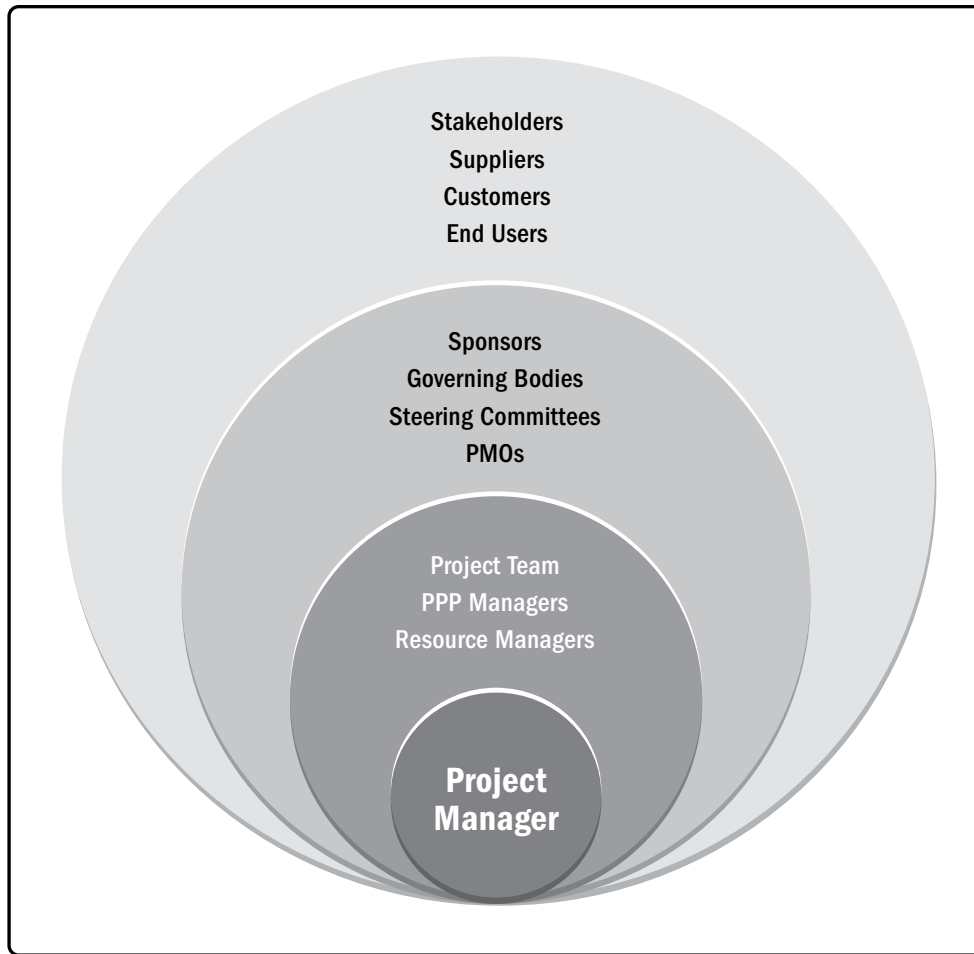 Stakeholders
Suppliers
Customers
End Users
Sponsors
Governing Bodies
Steering Committees
PMOs
Project Team
PPP Managers
Resource Managers
Project
Manager